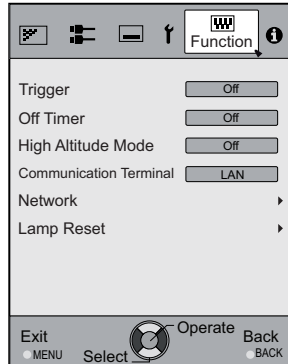 Function
Trigger Off
Off Timer Off
High Altitude Mode Off
Communication Terminal LAN
Network
Lamp Reset
Exit Operate Back
MENU Select BACK